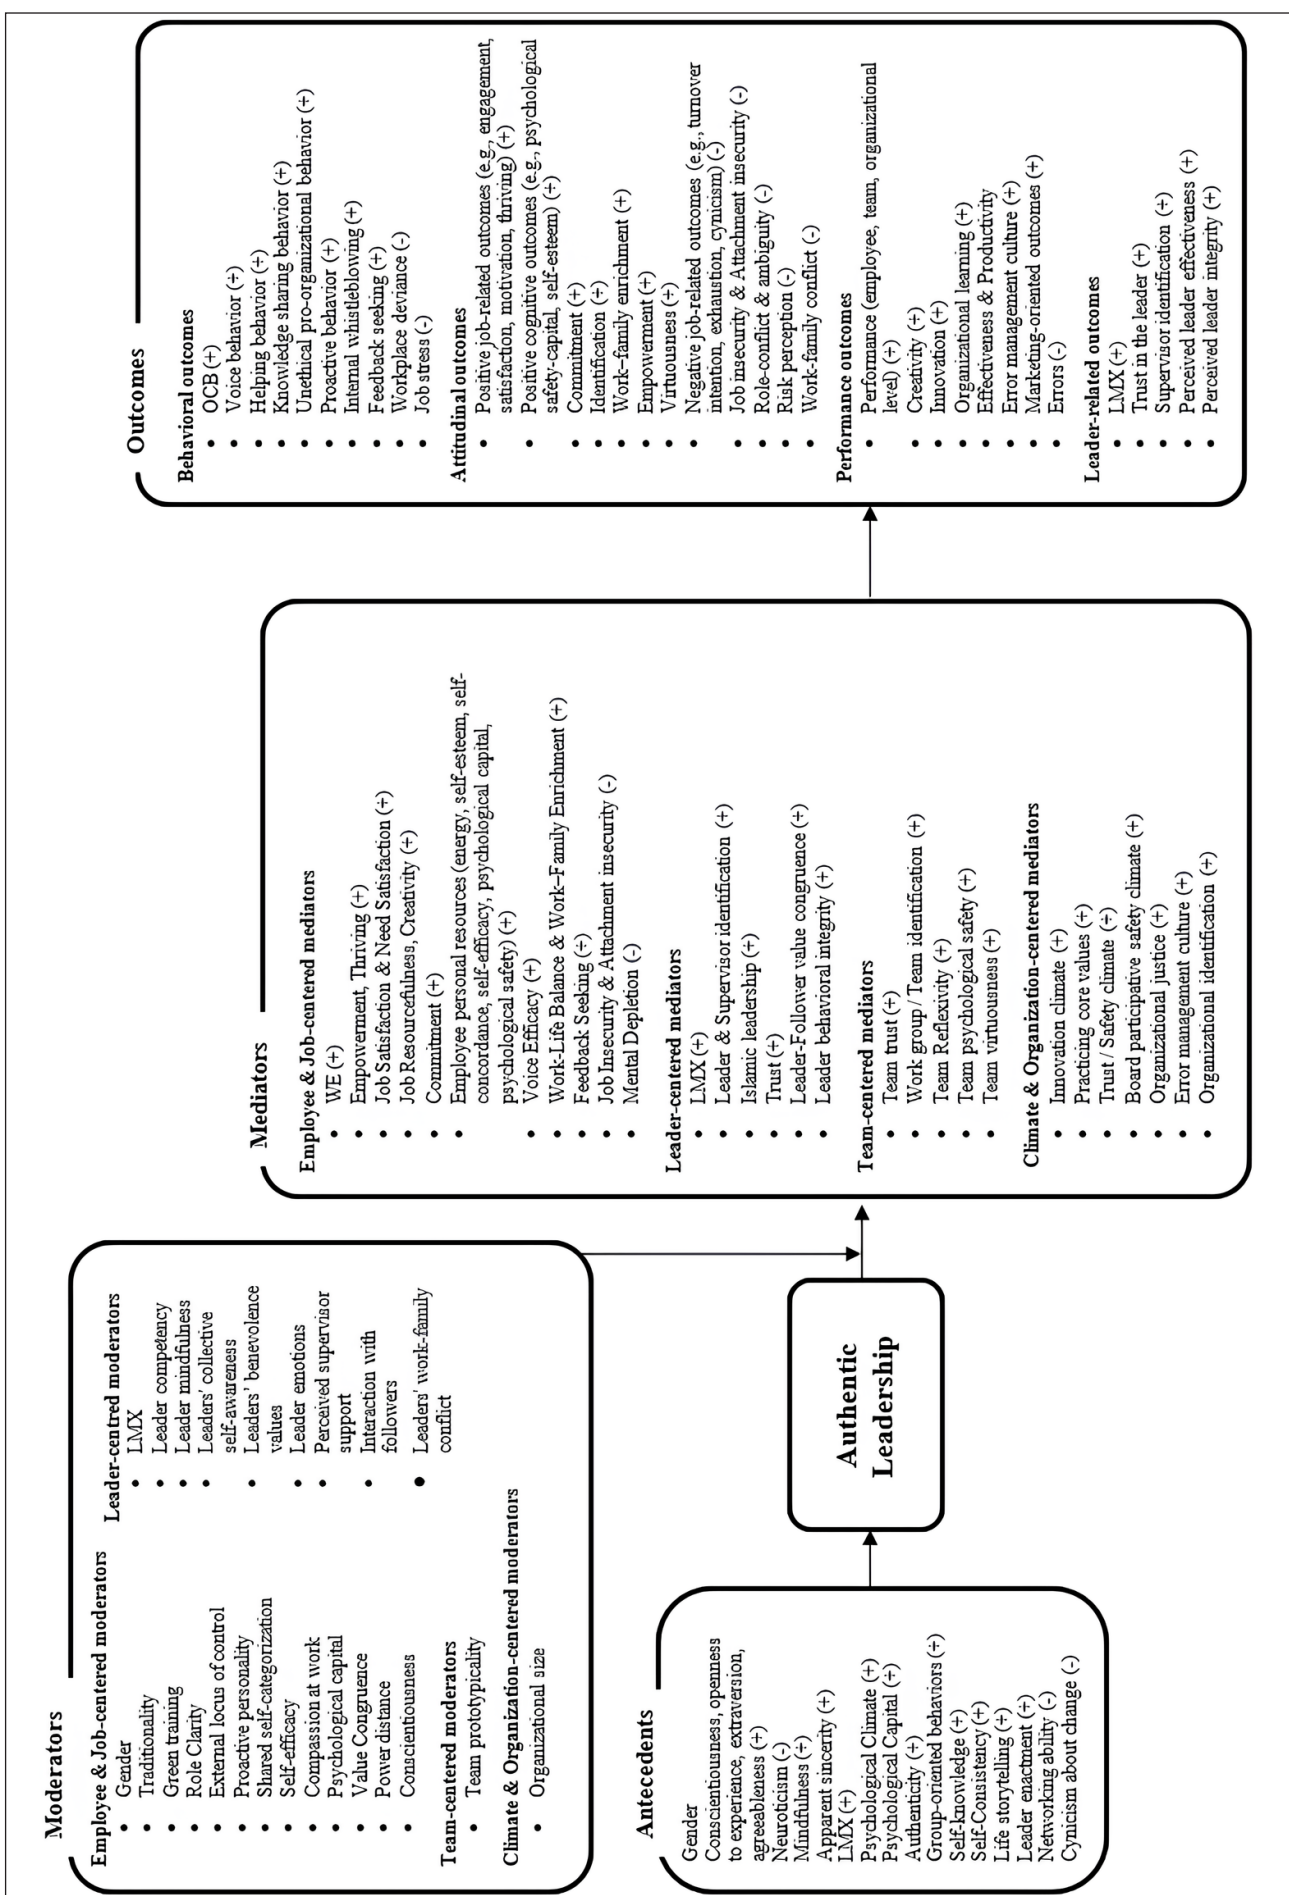 Moderators
Employee & Job-centered moderators
Gender
Traditionality
Green training
Role Clarity
External locus of control
Proactive personality
Shared self-categorization
Self-efficacy
Compassion at work
Psychological capital
Value Congruence
Power distance
Conscientiousness
Team-centered moderators
Team prototypicality
Climate & Organization-centered moderators
Organizational size
Leader-centred moderators
LMX
Leader competency
Leader mindfulness
Leaders' collective
self-awareness
Leaders' benevolence
values
Leader emotions
Perceived supervisor
support
Interaction with
followers
Leaders' work-family
conflict
Antecedents
Gender
Conscientiousness, openness
to experience, extraversion,
agreeableness (+)
Neuroticism (-)
Mindfulness (+)
Apparent sincerity (+)
LMX (+)
Psychological Climate (+)
Psychological Capital (+)
Authenticity (+)
Group-oriented behaviors (+)
Self-knowledge (+)
Self-Consistency (+)
Life storytelling (+)
Leader enactment (+)
Networking ability (-)
Cynicism about change (-)
Authentic
Leadership
Mediators
Employee & Job-centered mediators
WE (+)
Empowerment, Thriving (+)
Job Satisfaction & Need Satisfaction (+)
Job Resourcefulness, Creativity (+)
Commitment (+)
Employee personal resources (energy, self-esteem, self-
concordance, self-efficacy, psychological capital,
psychological safety) (+)
Voice Efficacy (+)
Work-Life Balance & Work–Family Enrichment (+)
Feedback Seeking (+)
Job Insecurity & Attachment insecurity (-)
Mental Depletion (-)
Leader-centered mediators
LMX (+)
Leader & Supervisor identification (+)
Islamic leadership (+)
Trust (+)
Leader-Follower value congruence (+)
Leader behavioral integrity (+)
Team-centered mediators
Team trust (+)
Work group / Team identification (+)
Team Reflexivity (+)
Team psychological safety (+)
Team virtuousness (+)
Climate & Organization-centered mediators
Innovation climate (+)
Practicing core values (+)
Trust / Safety climate (+)
Board participative safety climate (+)
Organizational justice (+)
Error management culture (+)
Organizational identification (+)
Outcomes
Behavioral outcomes
OCB (+)
Voice behavior (+)
Helping behavior (+)
Knowledge sharing behavior (+)
Unethical pro-organizational behavior (+)
Proactive behavior (+)
Internal whistleblowing (+)
Feedback seeking (+)
Workplace deviance (-)
Job stress (-)
Attitudinal outcomes
Positive job-related outcomes (e.g., engagement,
satisfaction, motivation, thriving) (+)
Positive cognitive outcomes (e.g., psychological
safety-capital, self-esteem) (+)
Commitment (+)
Identification (+)
Work–family enrichment (+)
Empowerment (+)
Virtuousness (+)
Negative job-related outcomes (e.g., turnover
intention, exhaustion, cynicism) (-)
Job insecurity & Attachment insecurity (-)
Role-conflict & ambiguity (-)
Risk perception (-)
Work-family conflict (-)
Performance outcomes
Performance (employee, team, organizational
level) (+)
Creativity (+)
Innovation (+)
Organizational learning (+)
Effectiveness & Productivity
Error management culture (+)
Marketing-oriented outcomes (+)
Errors (-)
Leader-related outcomes
LMX (+)
Trust in the leader (+)
Supervisor identification (+)
Perceived leader effectiveness (+)
Perceived leader integrity (+)